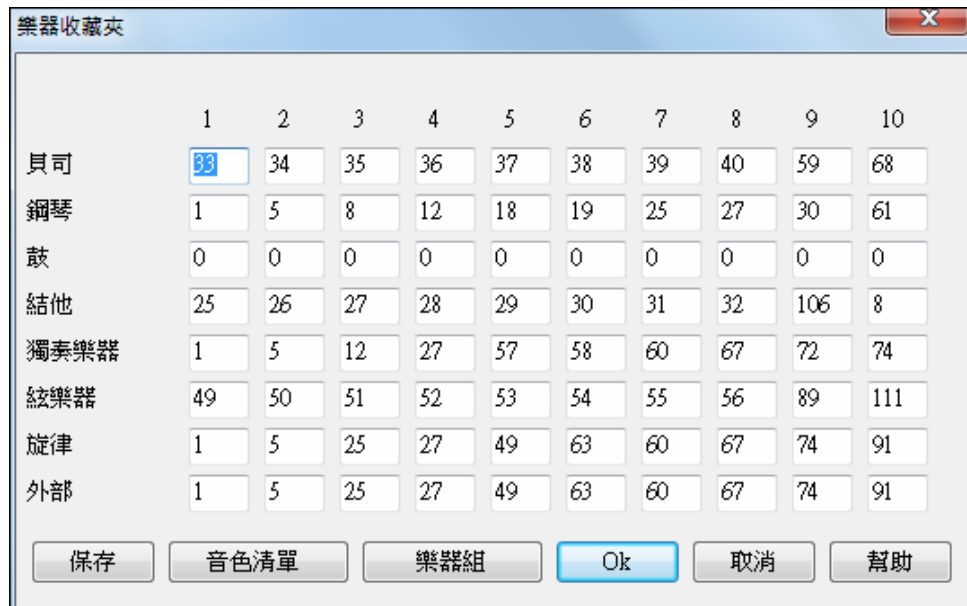 樂器收藏夾
1 2 3 4 5 6 7 8 9 10
貝司 33 34 35 36 37 38 39 40 59 68
鋼琴 1 5 8 12 18 19 25 27 30 61
鼓 0 0 0 0 0 0 0 0 0 0
結他 25 26 27 28 29 30 31 32 106 8
獨奏樂器 1 5 12 27 57 58 60 67 72 74
絃樂器 49 50 51 52 53 54 55 56 89 111
旋律 1 5 25 27 49 63 60 67 74 91
外部 1 5 25 27 49 63 60 67 74 91
保存 音色清單 樂器組 Ok 取消 幫助